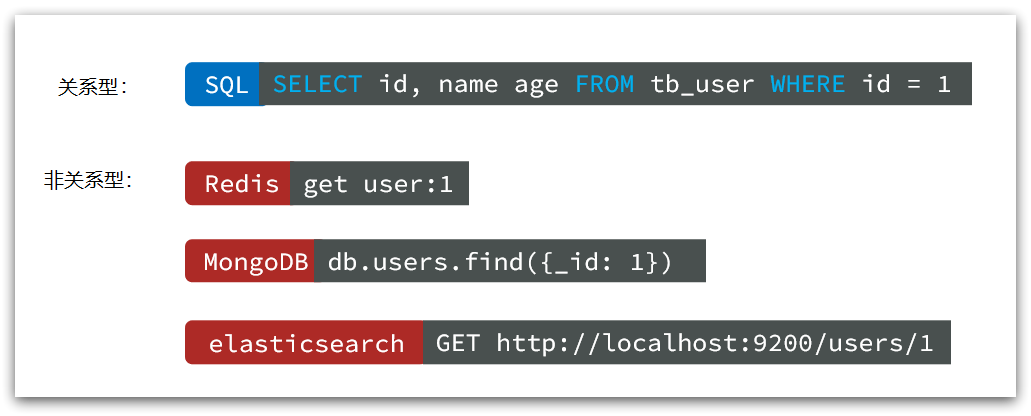 关系型： SQL SELECT id, name age FROM tb_user WHERE id = 1
非关系型： Redis get user:1
MongoDB db.users.find({_id: 1})
elasticsearch GET http://localhost:9200/users/1